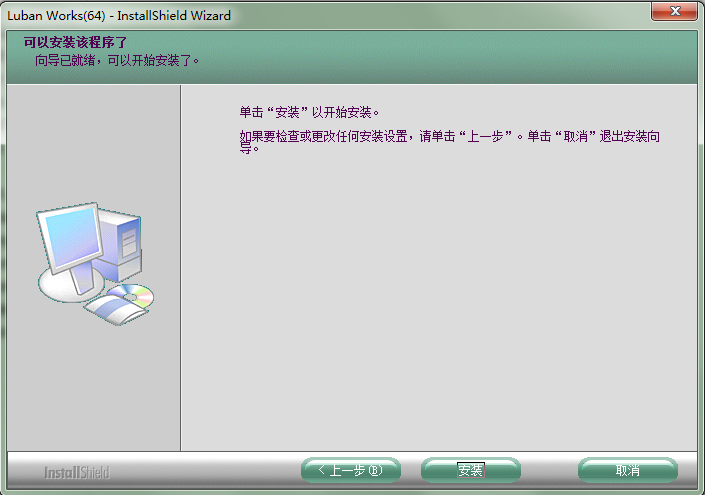 Luban Works(64) - InstallShield Wizard
可以安装该程序了
向导已就绪，可以开始安装了。
单击“安装”以开始安装。
如果要检查或更改任何安装设置，请单击“上一步”。单击“取消”退出安装向
导。
InstallShield
< 上一步(B)
安装
取消